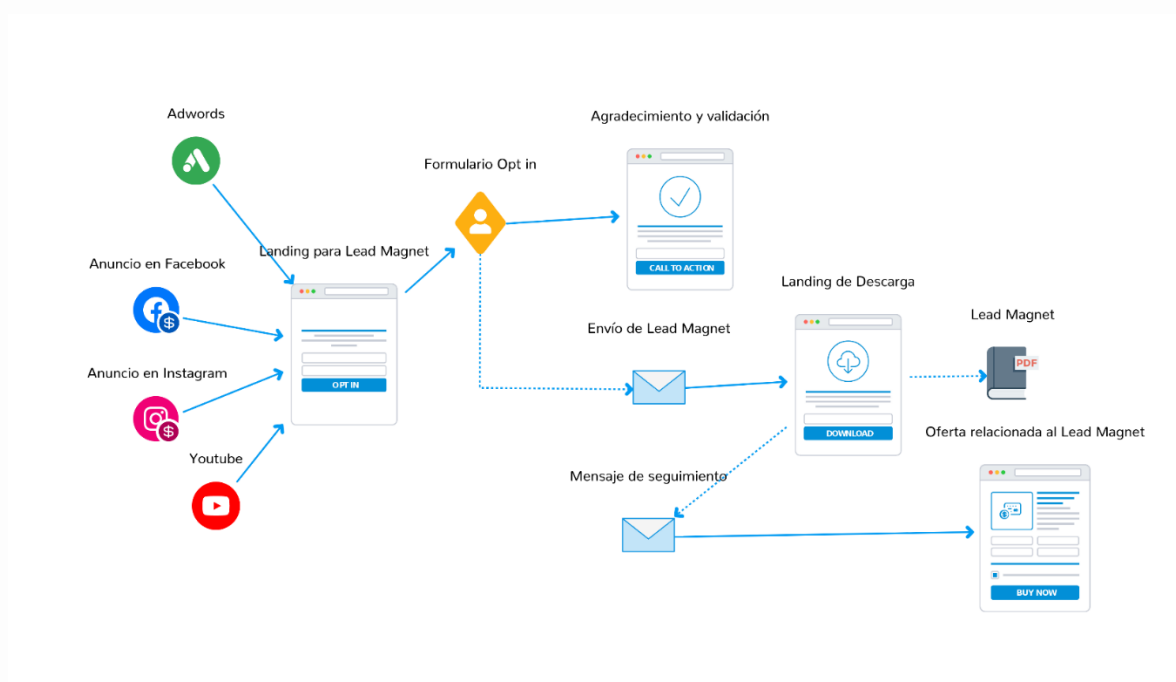 Adwords
Agradecimiento y validación
Formulario Opt in
CALL TO ACTION
Landing para Lead Magnet
Anuncio en Facebook
$
OPT IN
Landing de Descarga
Envío de Lead Magnet
Lead Magnet
PDF
Anuncio en Instagram
$
DOWNLOAD
Oferta relacionada al Lead Magnet
Youtube
Mensaje de seguimiento
$
BUY NOW